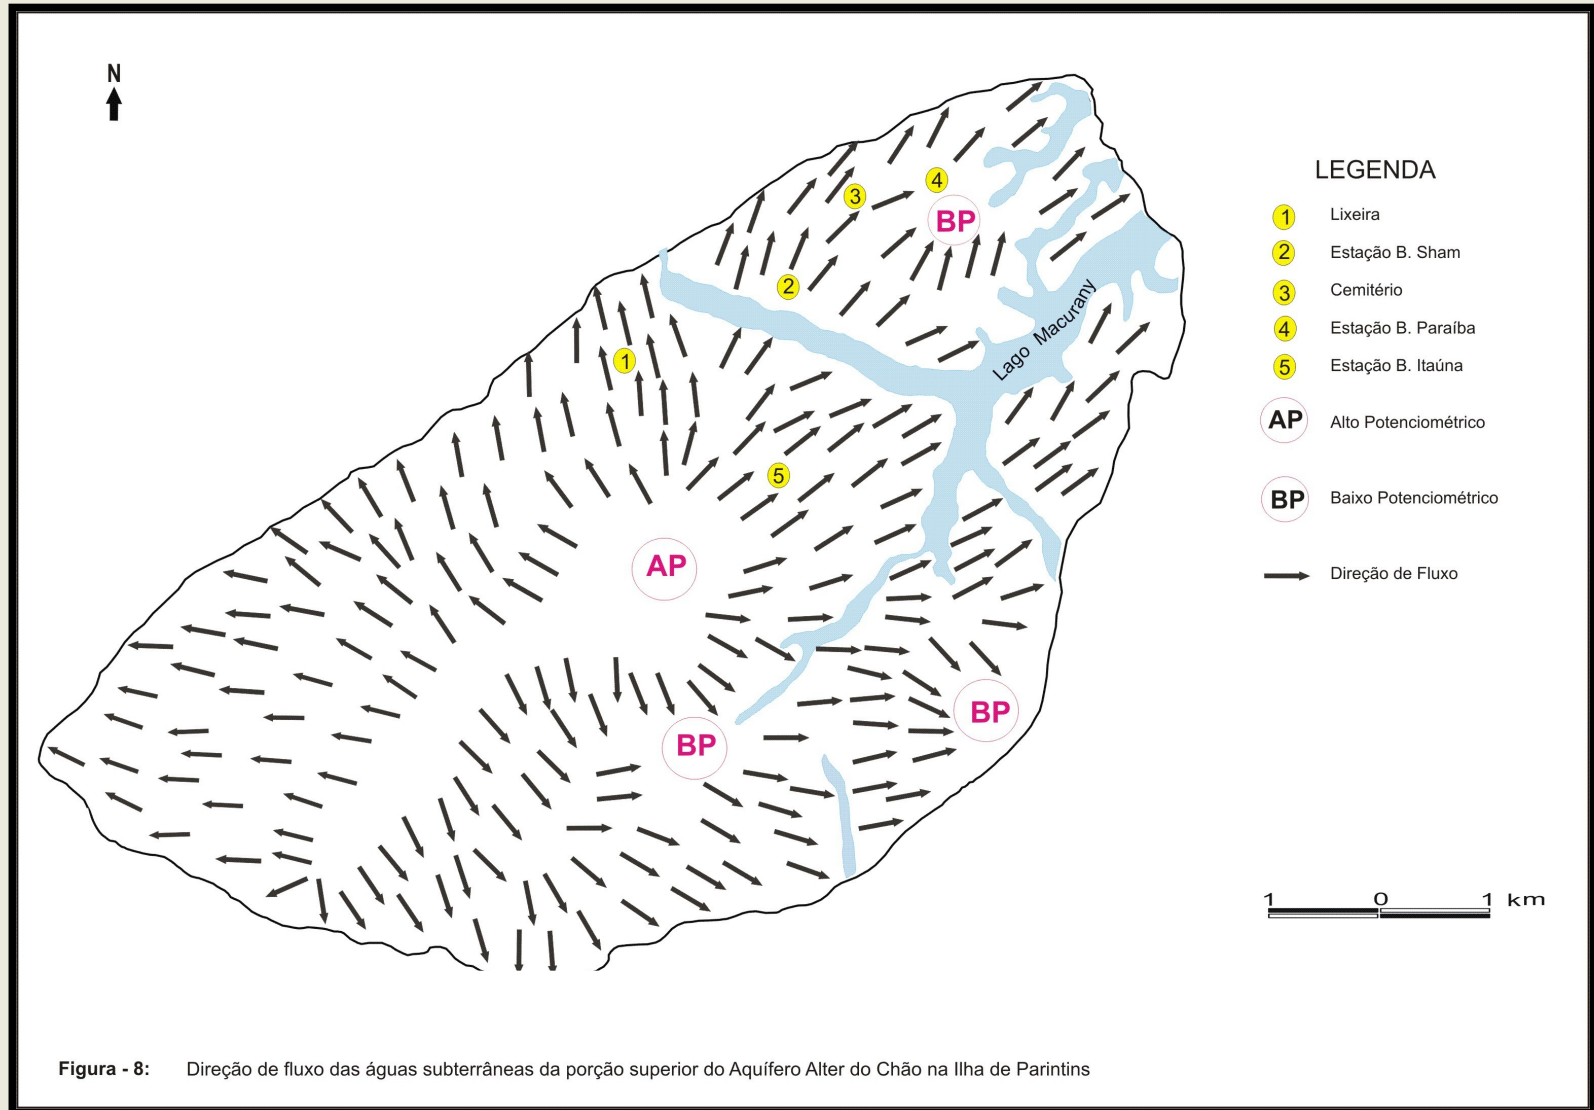 N
LEGENDA
1 Lixeira
2 Estação B. Sham
3 Cemitério
4 Estação B. Paraíba
5 Estação B. Itaúna
AP Alto Potenciométrico
BP Baixo Potenciométrico
Direção de Fluxo
4
3
BP
2
1
Lago Macurany
5
AP
BP
BP
1 0 1 km
Figura - 8: Direção de fluxo das águas subterrâneas da porção superior do Aquífero Alter do Chão na Ilha de Parintins